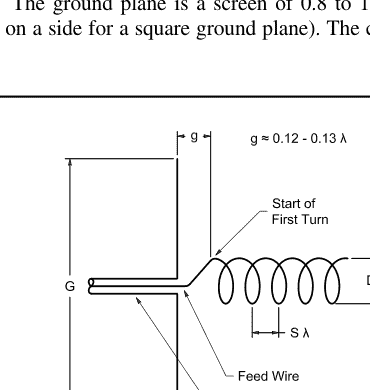 The ground plane is a screen of 0.8 to 1
on a side for a square ground plane). The
g
g ≈ 0.12 - 0.13 λ
Start of
First Turn
G
S λ
Feed Wire